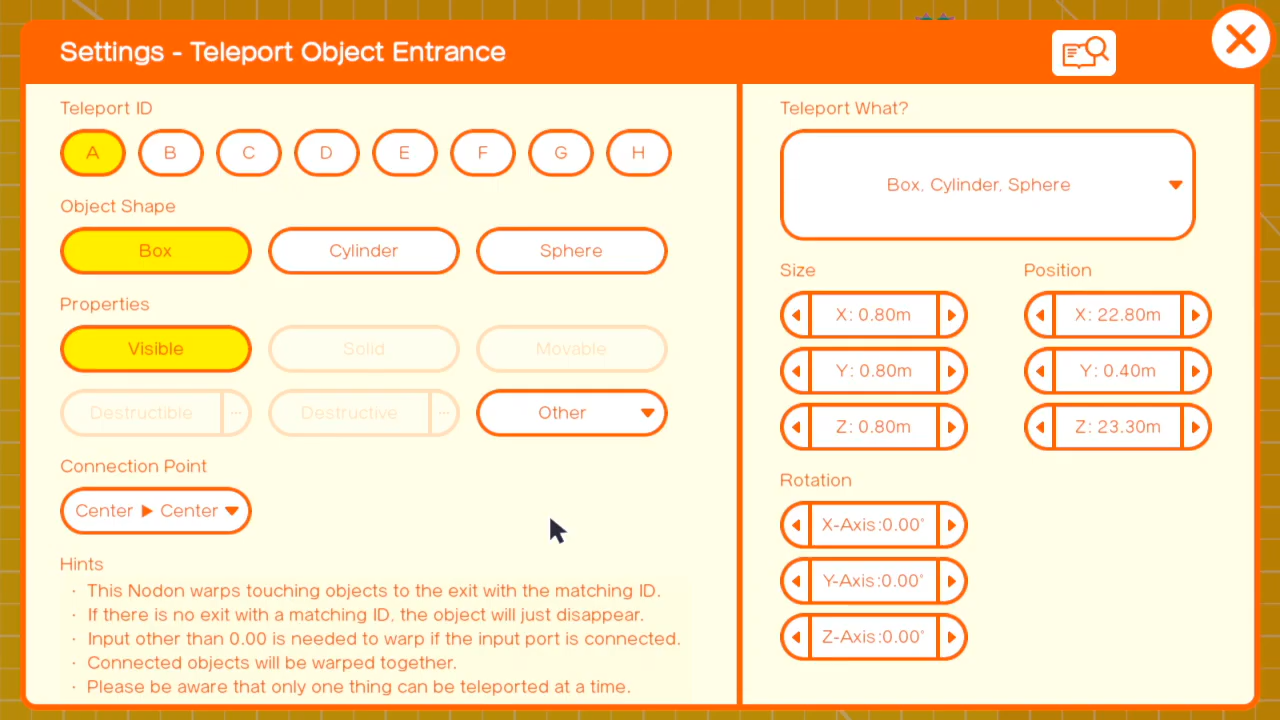 Settings - Teleport Object Entrance
Teleport ID
A B C D E F G H
Object Shape
Box Cylinder Sphere
Properties
Visible Solid Movable
Destructible ... Destructive ... Other
Connection Point
Center ▶ Center
Hints
· This Nodon warps touching objects to the exit with the matching ID.
· If there is no exit with a matching ID, the object will just disappear.
· Input other than 0.00 is needed to warp if the input port is connected.
· Connected objects will be warped together.
· Please be aware that only one thing can be teleported at a time.
Teleport What?
Box, Cylinder, Sphere
Size Position
X: 0.80m X: 22.80m
Y: 0.80m Y: 0.40m
Z: 0.80m Z: 23.30m
Rotation
X-Axis:0.00°
Y-Axis:0.00°
Z-Axis:0.00°